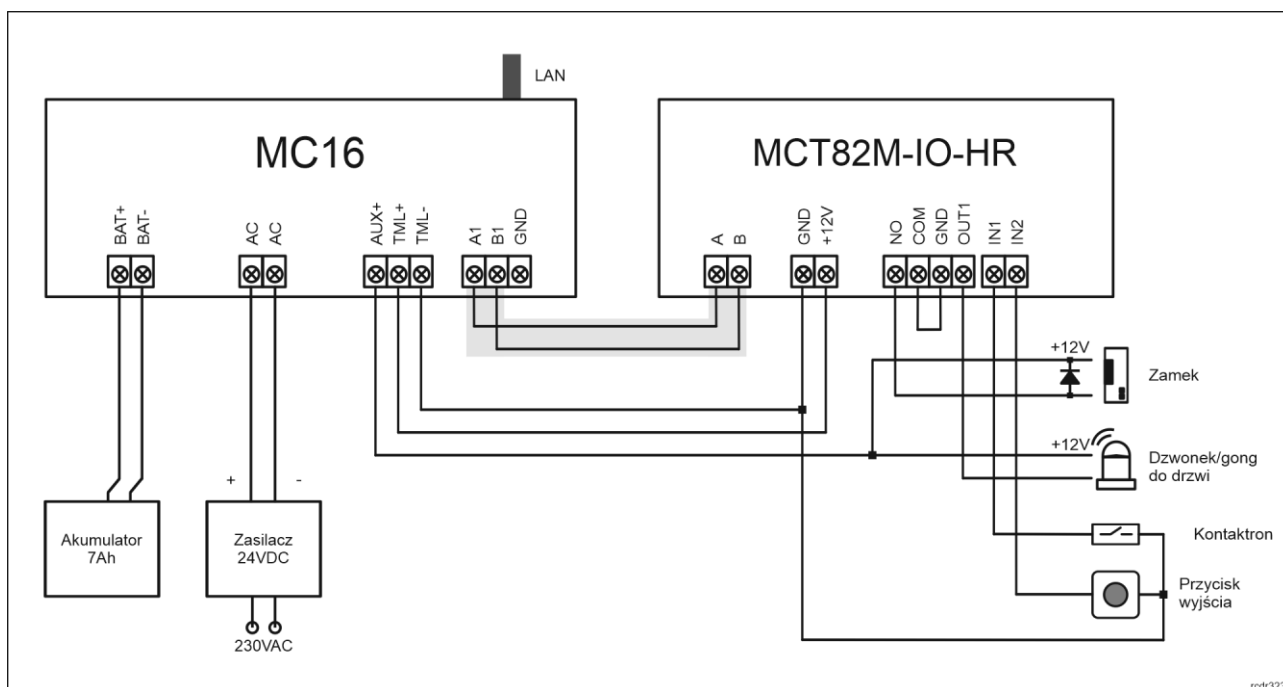 LAN
MC16
MCT82M-IO-HR
BAT+
BAT-
AC
AC
AUX+
TML+
TML-
A1
B1
GND
A
B
GND
+12V
NO
COM
GND
OUT1
IN1
IN2
+12V
Zamek
+12V
Dzwonek/gong
do drzwi
+
-
Akumulator
7Ah
Zasilacz
24VDC
Kontaktron
Przycisk
wyjścia
230VAC